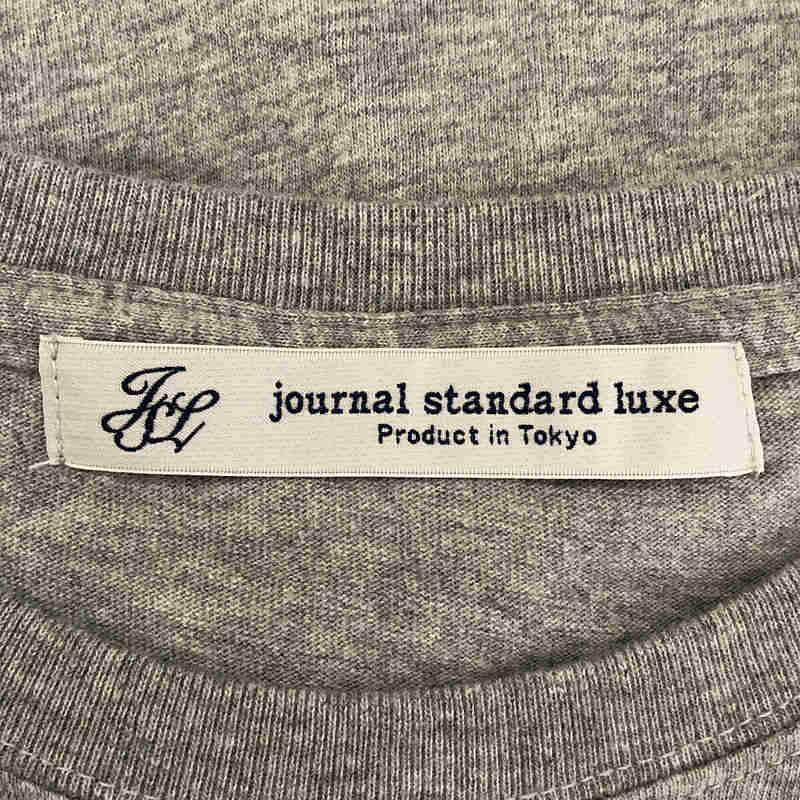 JSL
journal standard luxe
Product in Tokyo